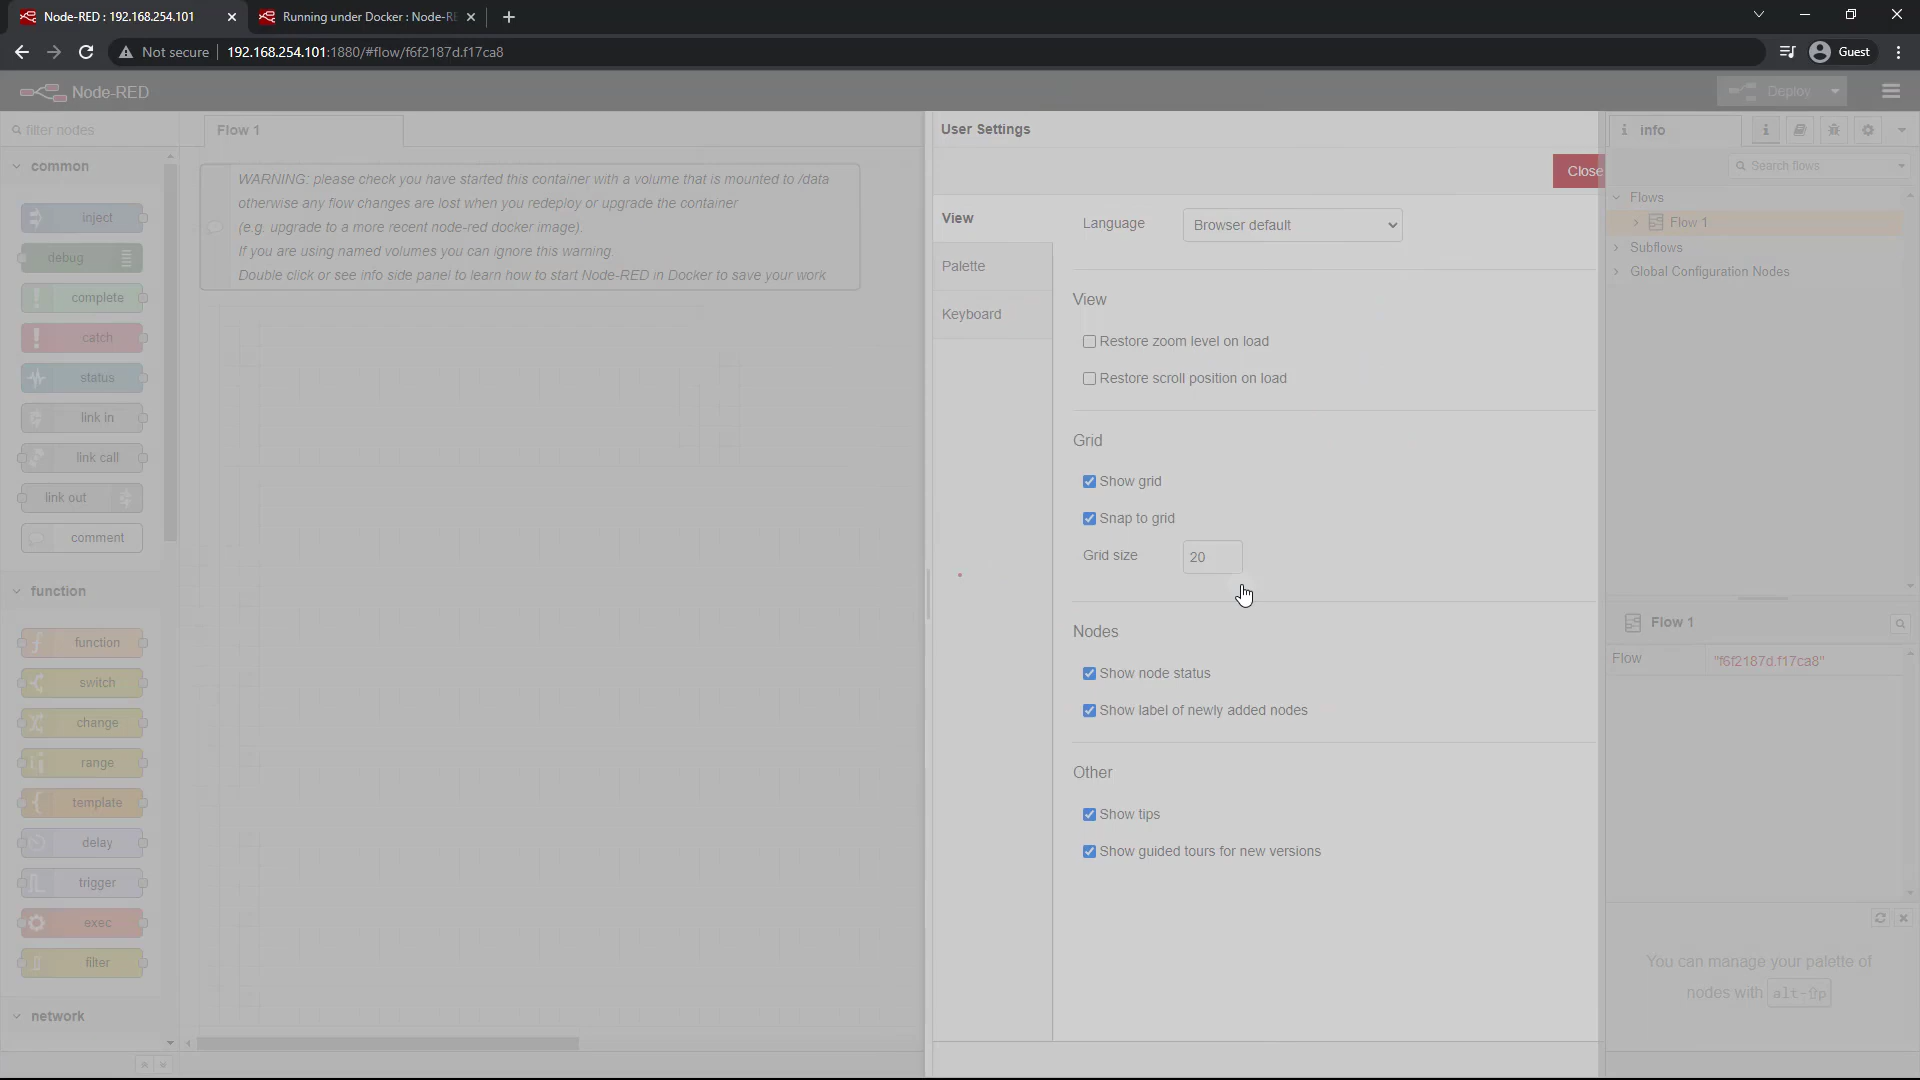 Node-RED : 192.168.254.101
Running under Docker : Node-RE
Not secure
192.168.254.101:1880/#flow/f6f2187d.f17ca8
Guest
Node-RED
Deploy
filter nodes
common
inject
debug
complete
catch
status
link in
link call
link out
comment
function
function
switch
change
range
template
delay
trigger
exec
filter
network
Flow 1
WARNING: please check you have started this container with a volume that is mounted to /data
otherwise any flow changes are lost when you redeploy or upgrade the container
(e.g. upgrade to a more recent node-red docker image).
If you are using named volumes you can ignore this warning.
Double click or see info side panel to learn how to start Node-RED in Docker to save your work
User Settings
Close
View
Palette
Keyboard
Language
Browser default
View
Restore zoom level on load
Restore scroll position on load
Grid
Show grid
Snap to grid
Grid size
20
Nodes
Show node status
Show label of newly added nodes
Other
Show tips
Show guided tours for new versions
i info
i
Search flows
Flows
Flow 1
Subflows
Global Configuration Nodes
Flow 1
Flow
"f6f2187d.f17ca8"
You can manage your palette of
nodes with alt-⇧p